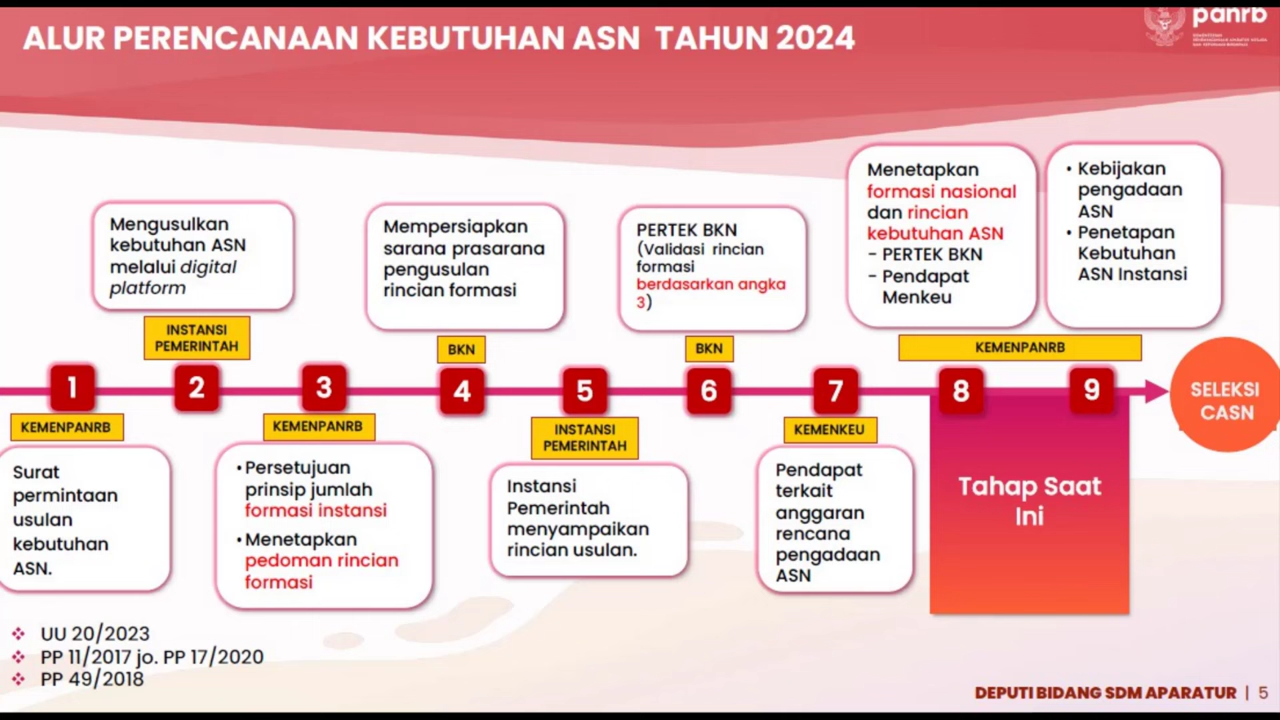 ALUR PERENCANAAN KEBUTUHAN ASN TAHUN 2024
panrb
Mengusulkan
kebutuhan ASN
melalui digital
platform
INSTANSI
PEMERINTAH
Mempersiapkan
sarana prasarana
pengusulan
rincian formasi
BKN
PERTEK BKN
(Validasi rincian
formasi
berdasarkan angka
3)
BKN
Menetapkan
formasi nasional
dan rincian
kebutuhan ASN
- PERTEK BKN
- Pendapat
Menkeu
• Kebijakan
pengadaan
ASN
• Penetapan
Kebutuhan
ASN Instansi
KEMENPANRB
1
2
3
4
5
6
7
8
9
SELEKSI
CASN
KEMENPANRB
Surat
permintaan
usulan
kebutuhan
ASN.
KEMENPANRB
• Persetujuan
prinsip jumlah
formasi instansi
• Menetapkan
pedoman rincian
formasi
INSTANSI
PEMERINTAH
Instansi
Pemerintah
menyampaikan
rincian usulan.
KEMENKEU
Pendapat
terkait
anggaran
rencana
pengadaan
ASN
Tahap Saat
Ini
❖ UU 20/2023
❖ PP 11/2017 jo. PP 17/2020
❖ PP 49/2018
DEPUTI BIDANG SDM APARATUR | 5